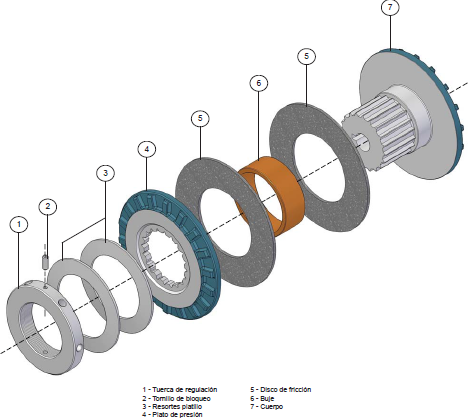 7
5
6
5
4
3
2
1
1 - Tuerca de regulación
2 - Tornillo de bloqueo
3 - Resortes platillo
4 - Plato de presión
5 - Disco de fricción
6 - Buje
7 - Cuerpo